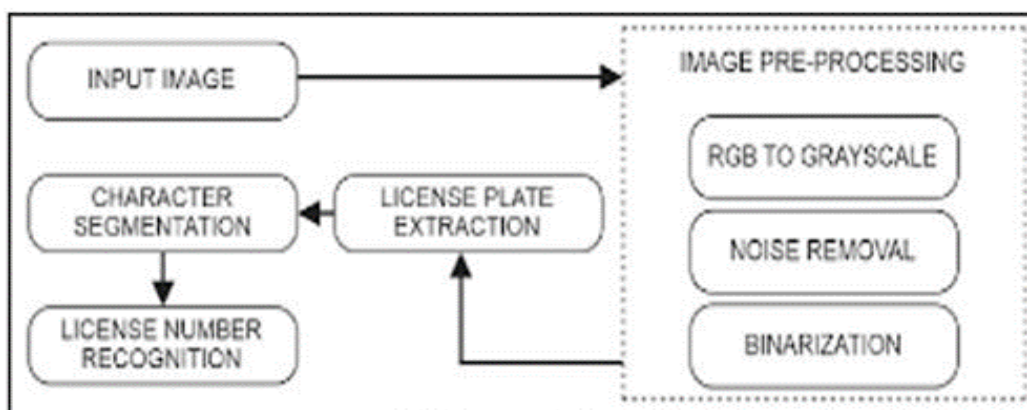 INPUT IMAGE
IMAGE PRE-PROCESSING
RGB TO GRAYSCALE
NOISE REMOVAL
BINARIZATION
LICENSE PLATE
EXTRACTION
CHARACTER
SEGMENTATION
LICENSE NUMBER
RECOGNITION